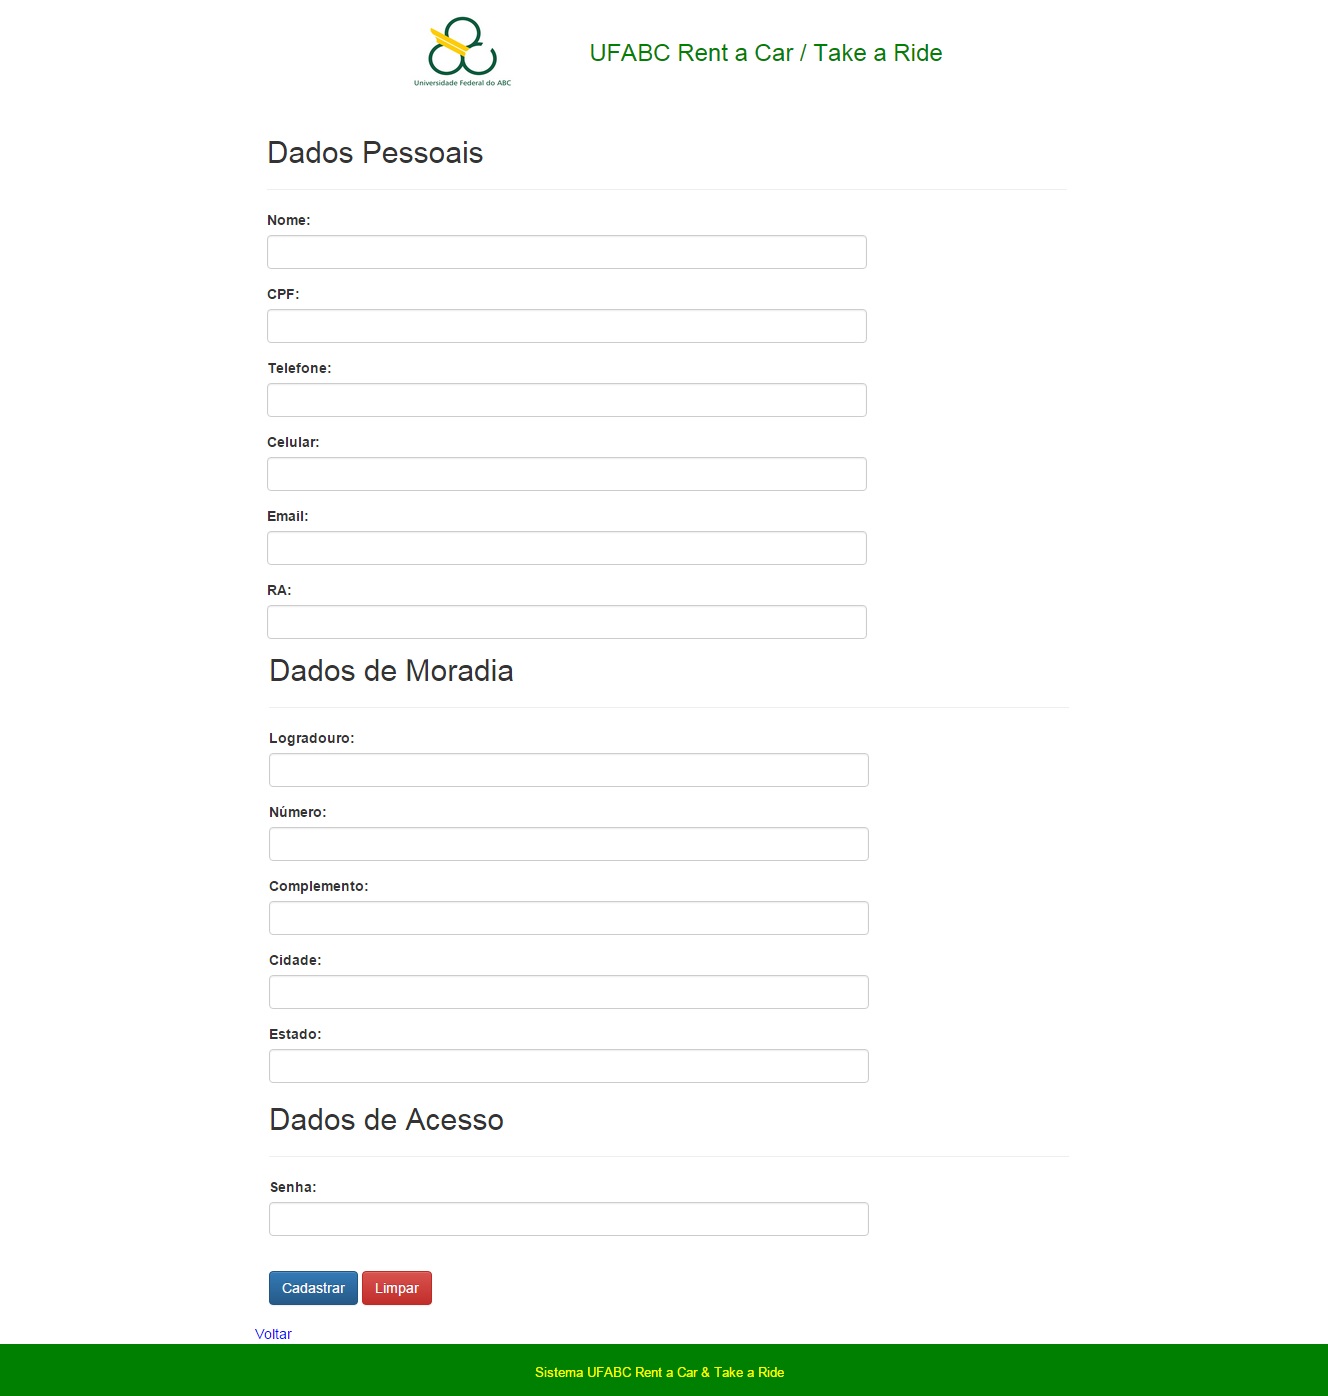 Universidade Federal do ABC
UFABC Rent a Car / Take a Ride
Dados Pessoais
Nome:
CPF:
Telefone:
Celular:
Email:
RA:
Dados de Moradia
Logradouro:
Número:
Complemento:
Cidade:
Estado:
Dados de Acesso
Senha:
Cadastrar Limpar
Voltar
Sistema UFABC Rent a Car & Take a Ride